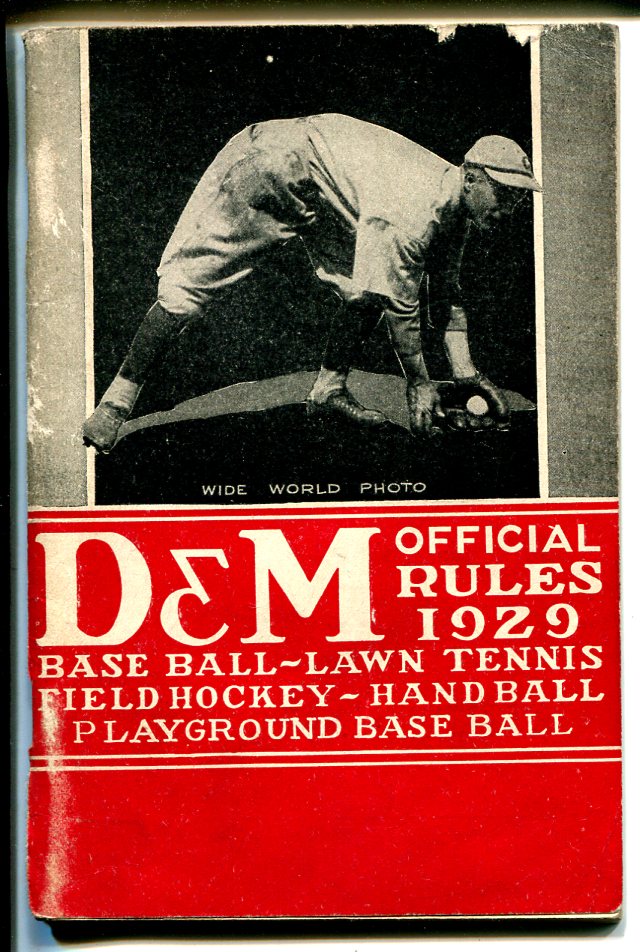 WIDE WORLD PHOTO
D&M
OFFICIAL
RULES
1929
BASE BALL~LAWN TENNIS
FIELD HOCKEY~HAND BALL
PLAYGROUND BASE BALL